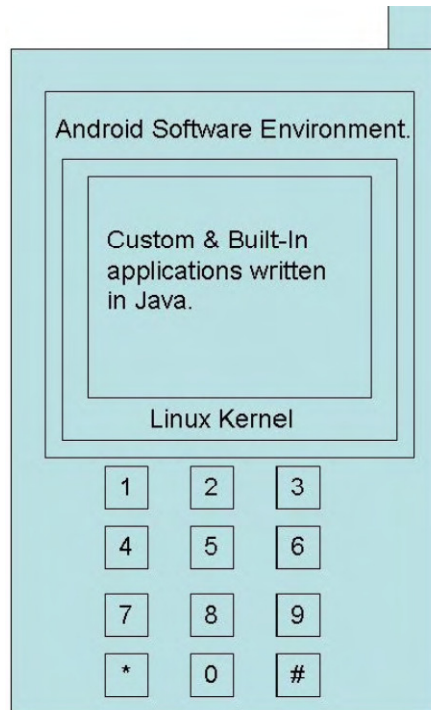 Android Software Environment.
Custom & Built-In
applications written
in Java.
Linux Kernel
1 2 3
4 5 6
7 8 9
* 0 #